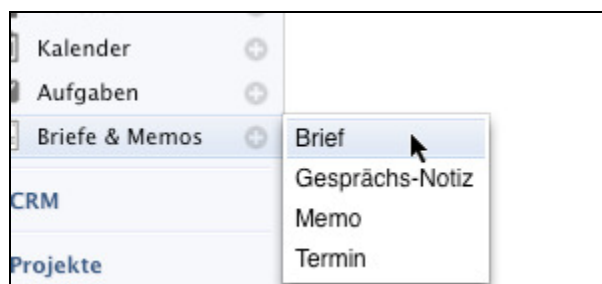 Kalender
Aufgaben
Briefe & Memos
CRM
Projekte
Brief
Gesprächs-Notiz
Memo
Termin